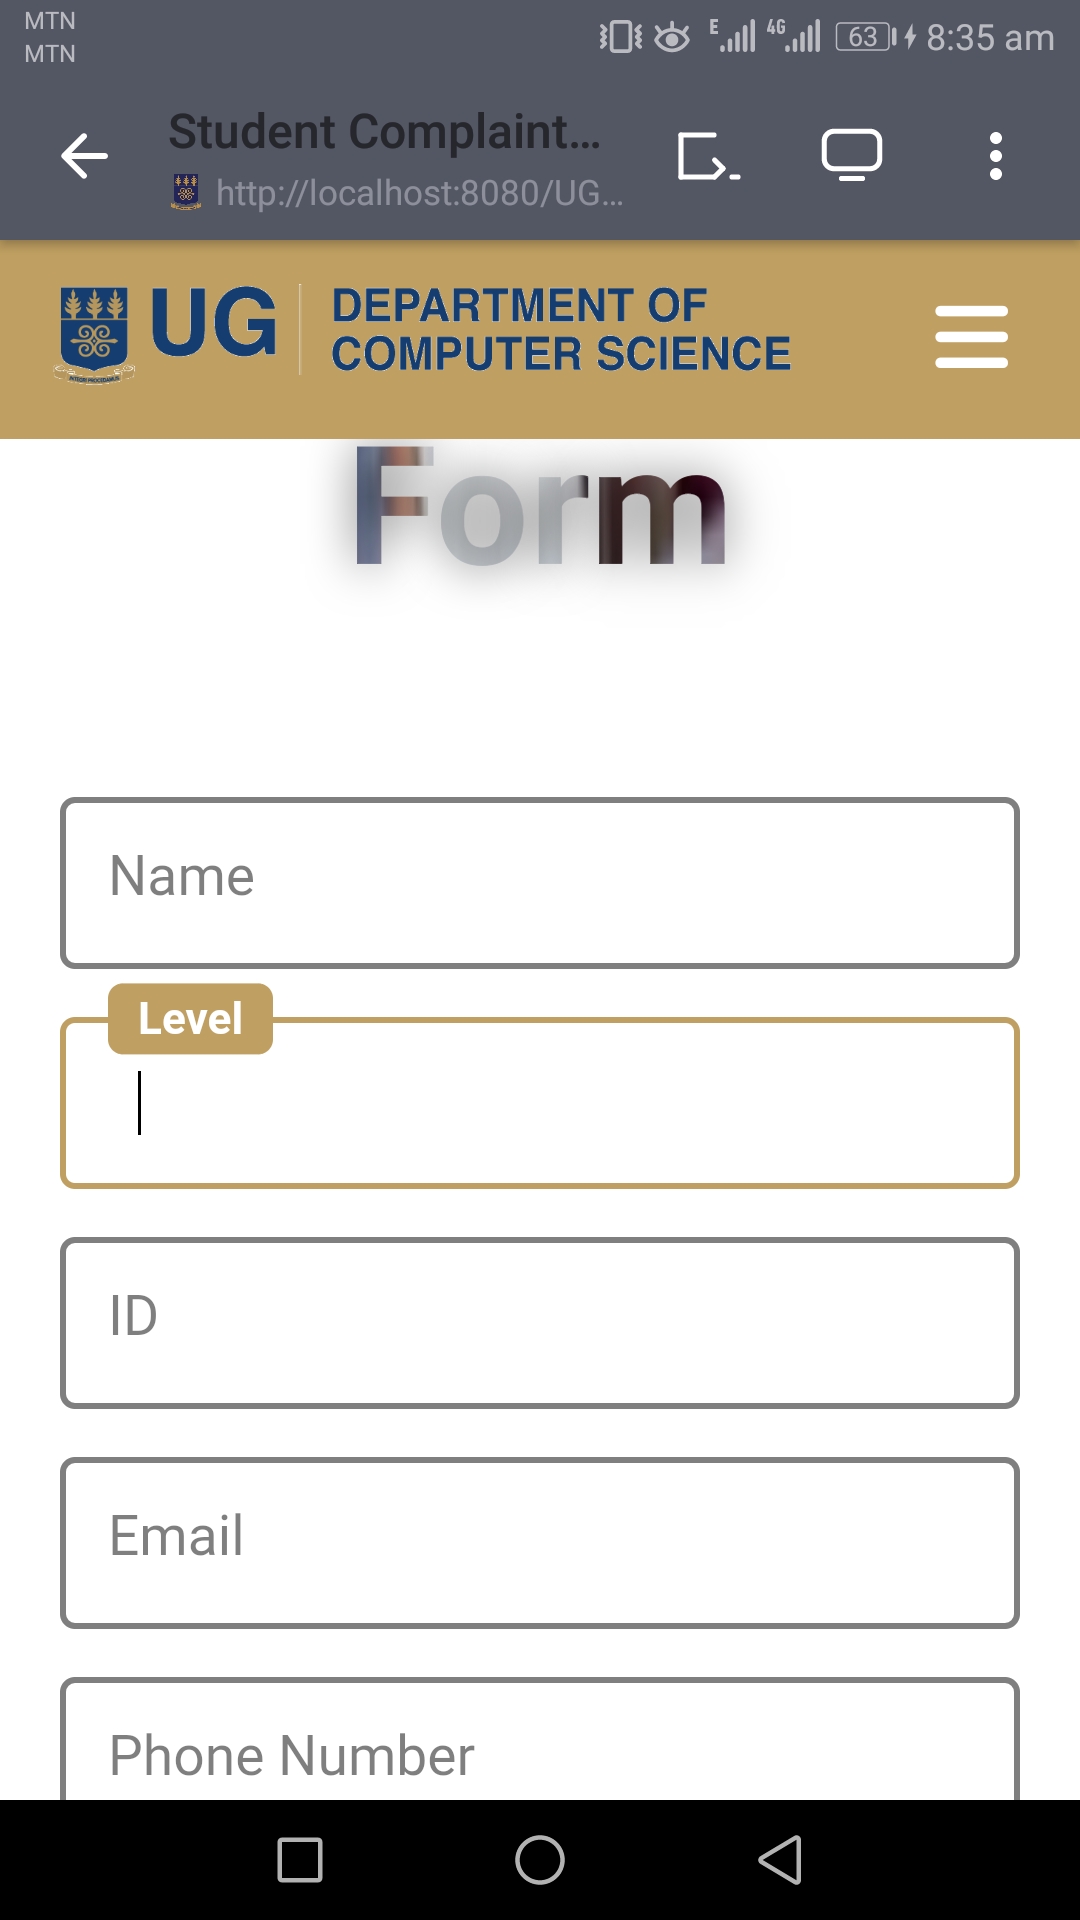 MTN
MTN
E 4G 63 8:35 am
Student Complaint...
http://localhost:8080/UG...
UG
DEPARTMENT OF
COMPUTER SCIENCE
Form
Name
Level
ID
Email
Phone Number